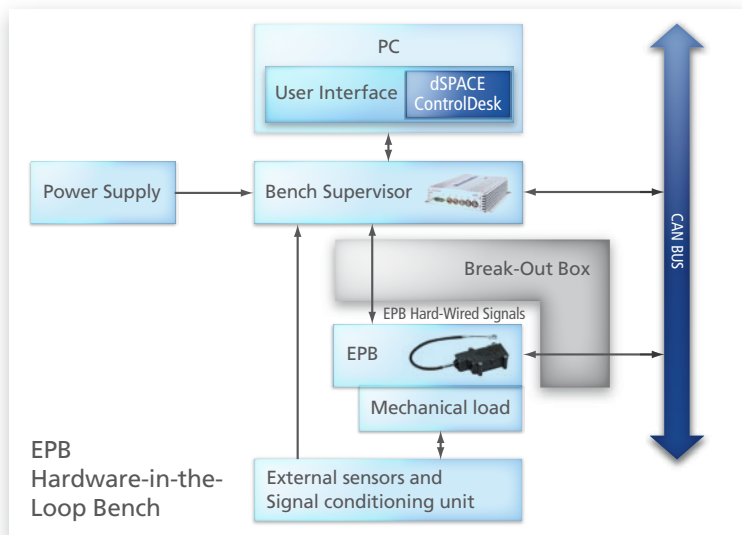 PC
User Interface
dSPACE
ControlDesk
Power Supply
Bench Supervisor
CAN BUS
Break-Out Box
EPB Hard-Wired Signals
EPB
Mechanical load
EPB
Hardware-in-the-
Loop Bench
External sensors and
Signal conditioning unit